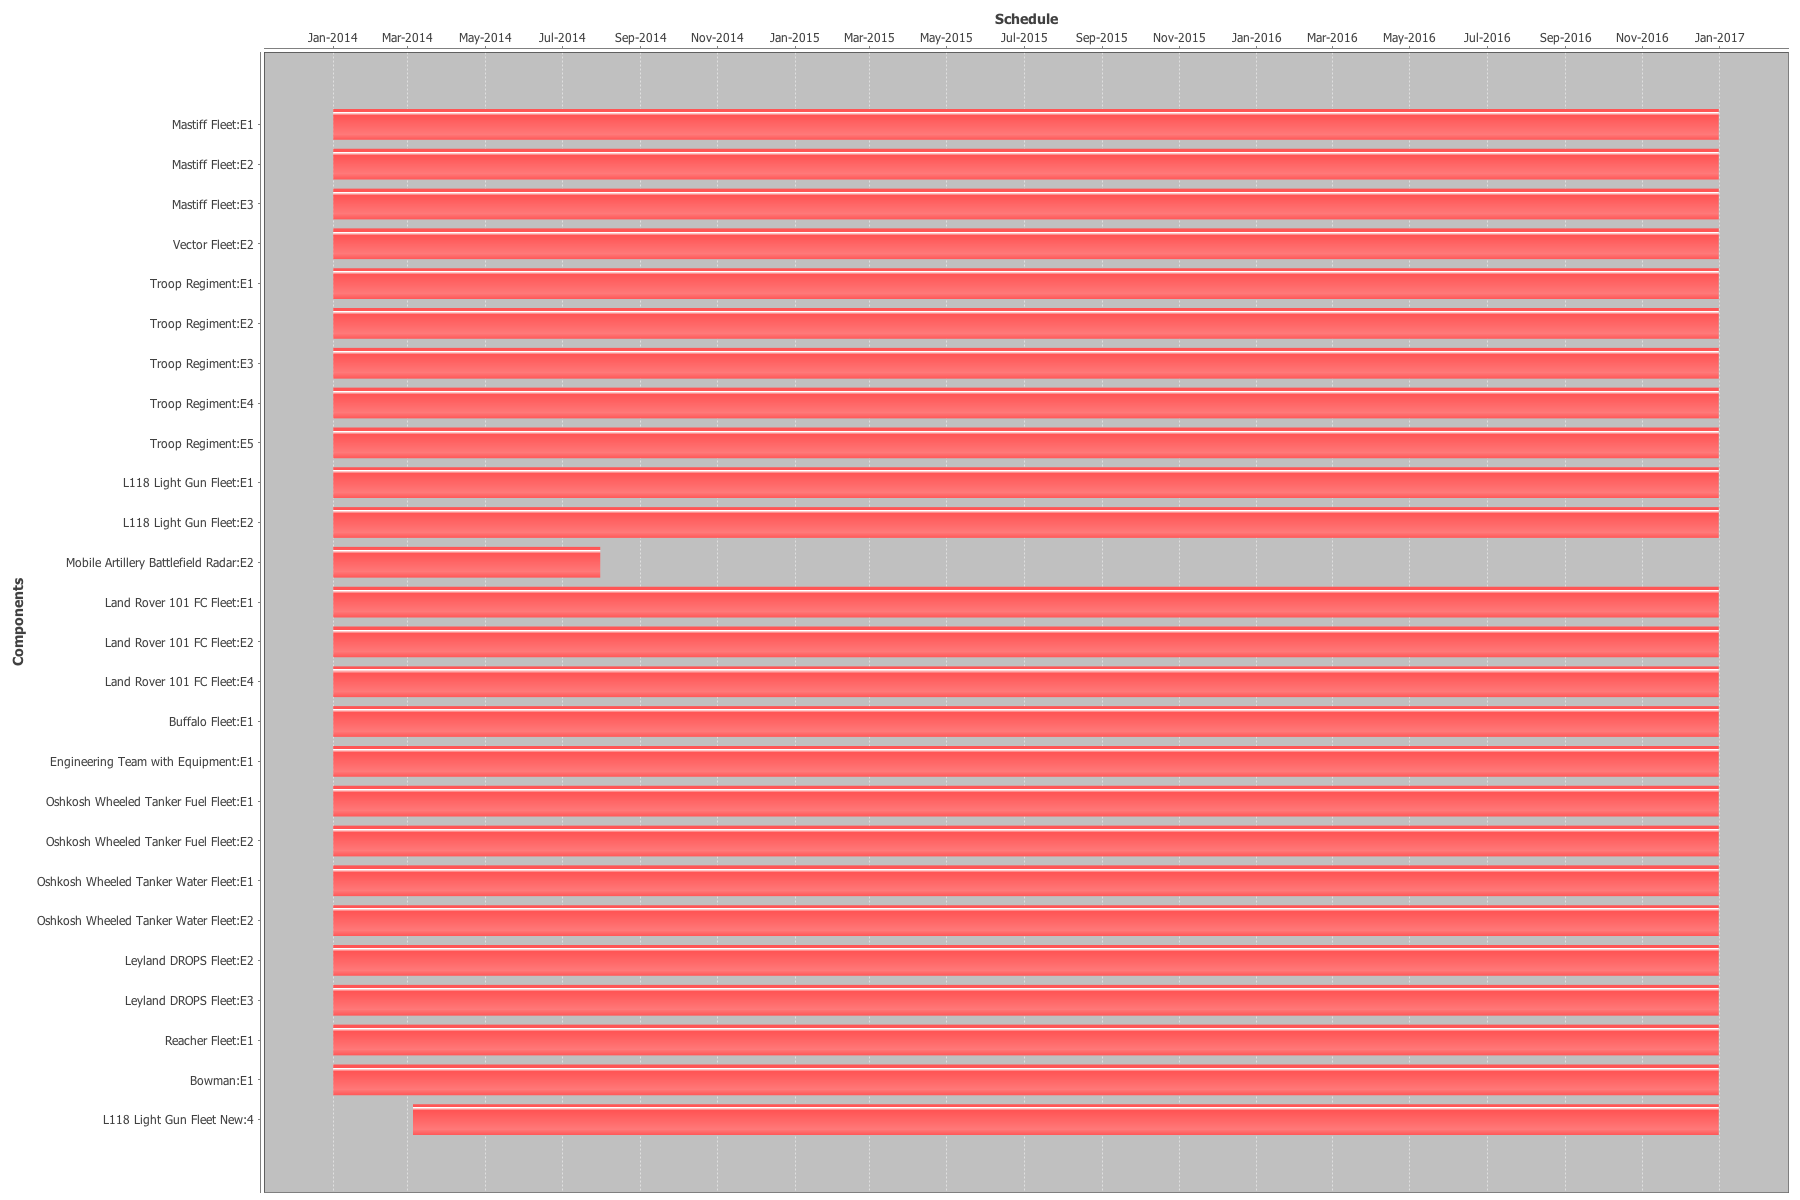 Schedule
Jan-2014 Mar-2014 May-2014 Jul-2014 Sep-2014 Nov-2014 Jan-2015 Mar-2015 May-2015 Jul-2015 Sep-2015 Nov-2015 Jan-2016 Mar-2016 May-2016 Jul-2016 Sep-2016 Nov-2016 Jan-2017
Components
Mastiff Fleet:E1
Mastiff Fleet:E2
Mastiff Fleet:E3
Vector Fleet:E2
Troop Regiment:E1
Troop Regiment:E2
Troop Regiment:E3
Troop Regiment:E4
Troop Regiment:E5
L118 Light Gun Fleet:E1
L118 Light Gun Fleet:E2
Mobile Artillery Battlefield Radar:E2
Land Rover 101 FC Fleet:E1
Land Rover 101 FC Fleet:E2
Land Rover 101 FC Fleet:E4
Buffalo Fleet:E1
Engineering Team with Equipment:E1
Oshkosh Wheeled Tanker Fuel Fleet:E1
Oshkosh Wheeled Tanker Fuel Fleet:E2
Oshkosh Wheeled Tanker Water Fleet:E1
Oshkosh Wheeled Tanker Water Fleet:E2
Leyland DROPS Fleet:E2
Leyland DROPS Fleet:E3
Reacher Fleet:E1
Bowman:E1
L118 Light Gun Fleet New:4